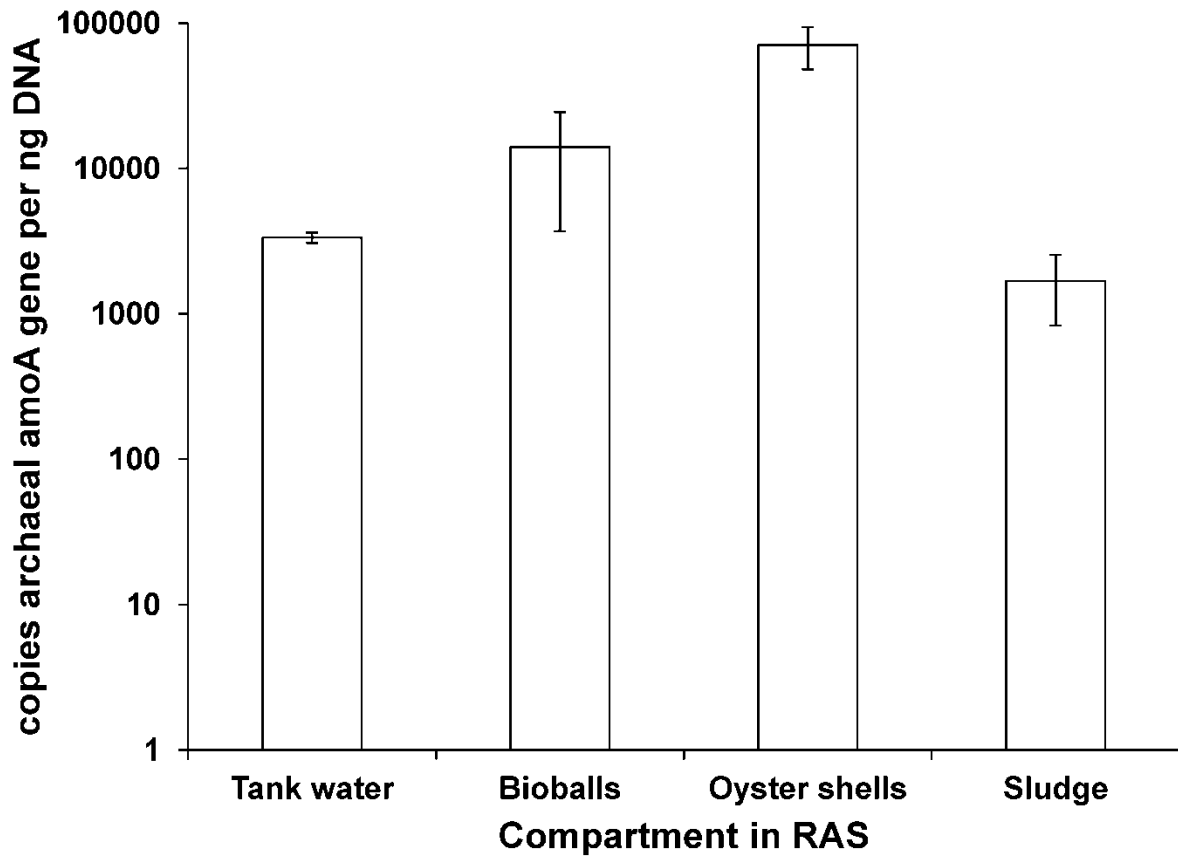 copies archaeal amoA gene per ng DNA
100000
10000
1000
100
10
1
Tank water Bioballs Oyster shells Sludge
Compartment in RAS